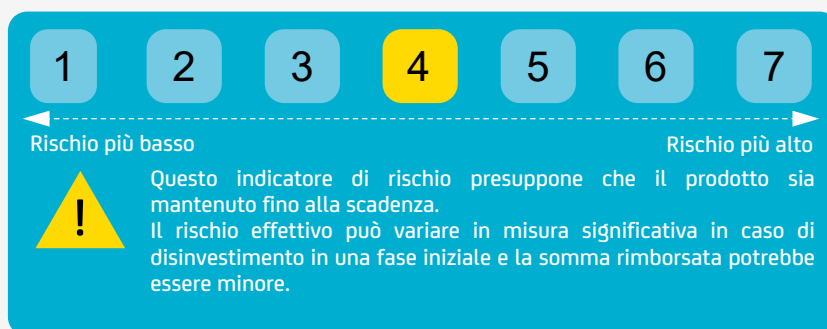 1 2 3 4 5 6 7
Rischio più basso Rischio più alto
!
Questo indicatore di rischio presuppone che il prodotto sia
mantenuto fino alla scadenza.
Il rischio effettivo può variare in misura significativa in caso di
disinvestimento in una fase iniziale e la somma rimborsata potrebbe
essere minore.